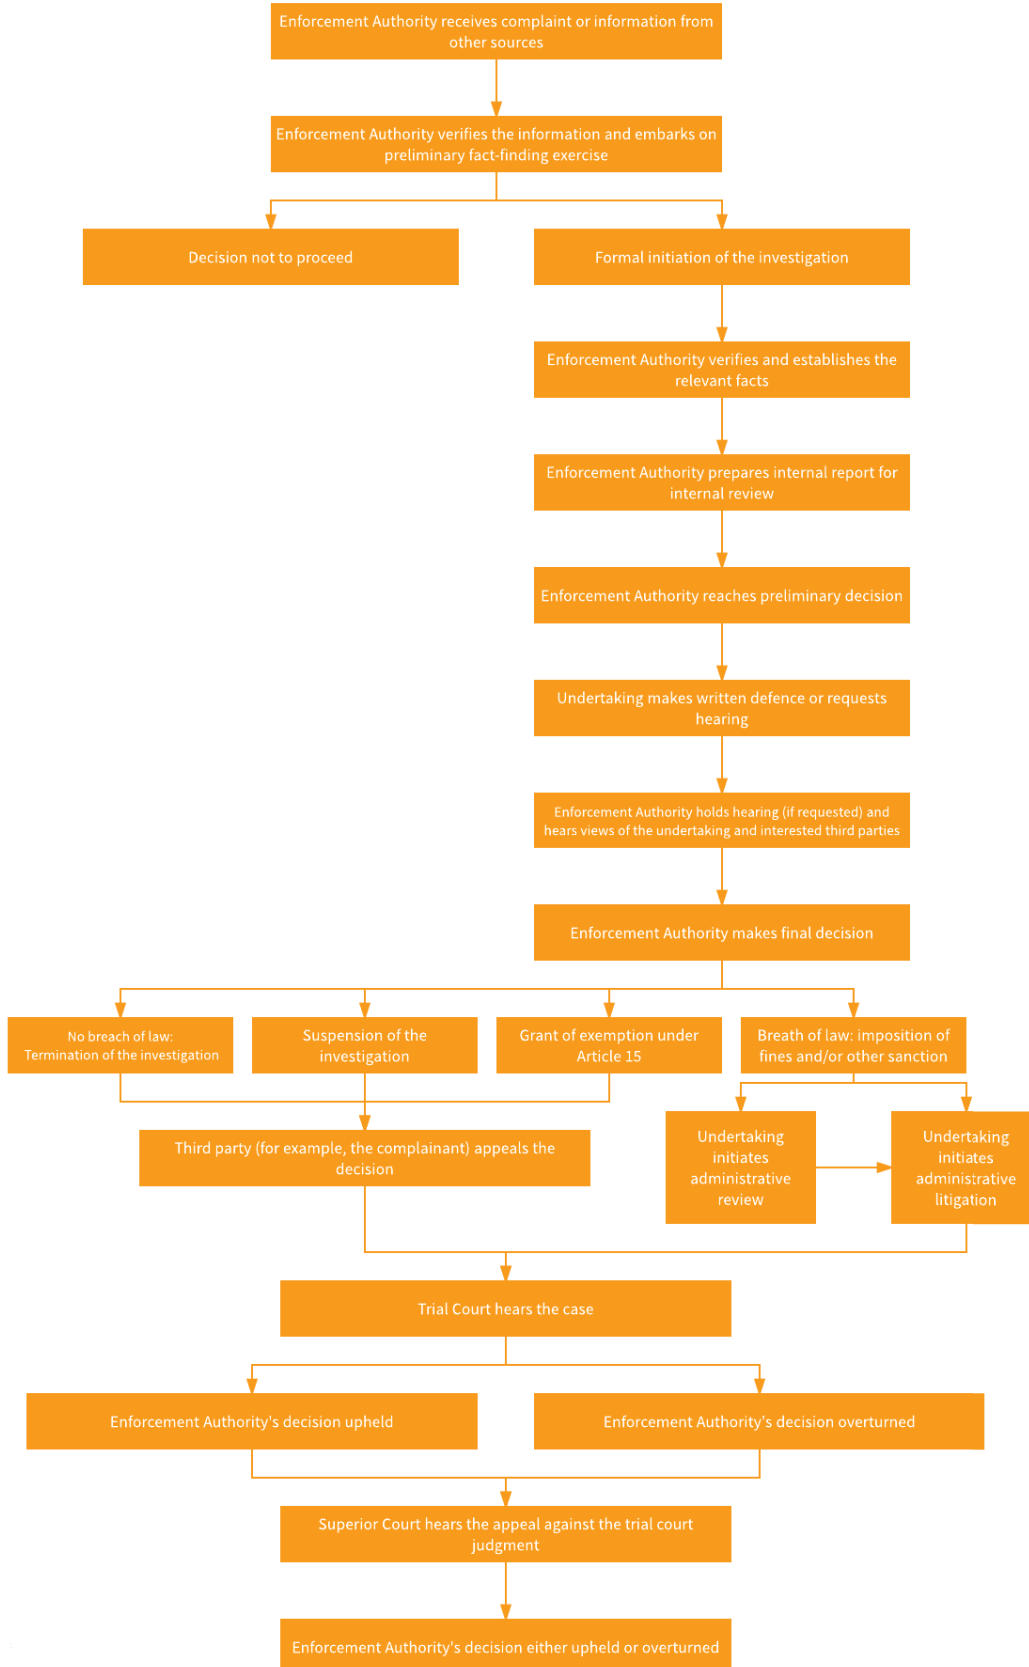 Enforcement Authority receives complaint or information from
other sources
Enforcement Authority verifies the information and embarks on
preliminary fact-finding exercise
Decision not to proceed
Formal initiation of the investigation
Enforcement Authority verifies and establishes the
relevant facts
Enforcement Authority prepares internal report for
internal review
Enforcement Authority reaches preliminary decision
Undertaking makes written defence or requests
hearing
Enforcement Authority holds hearing (if requested) and
hears views of the undertaking and interested third parties
Enforcement Authority makes final decision
No breach of law:
Termination of the investigation
Suspension of the
investigation
Grant of exemption under
Article 15
Breath of law: imposition of
fines and/or other sanction
Third party (for example, the complainant) appeals the
decision
Undertaking
initiates
administrative
review
Undertaking
initiates
administrative
litigation
Trial Court hears the case
Enforcement Authority's decision upheld
Enforcement Authority's decision overturned
Superior Court hears the appeal against the trial court
judgment
Enforcement Authority's decision either upheld or overturned